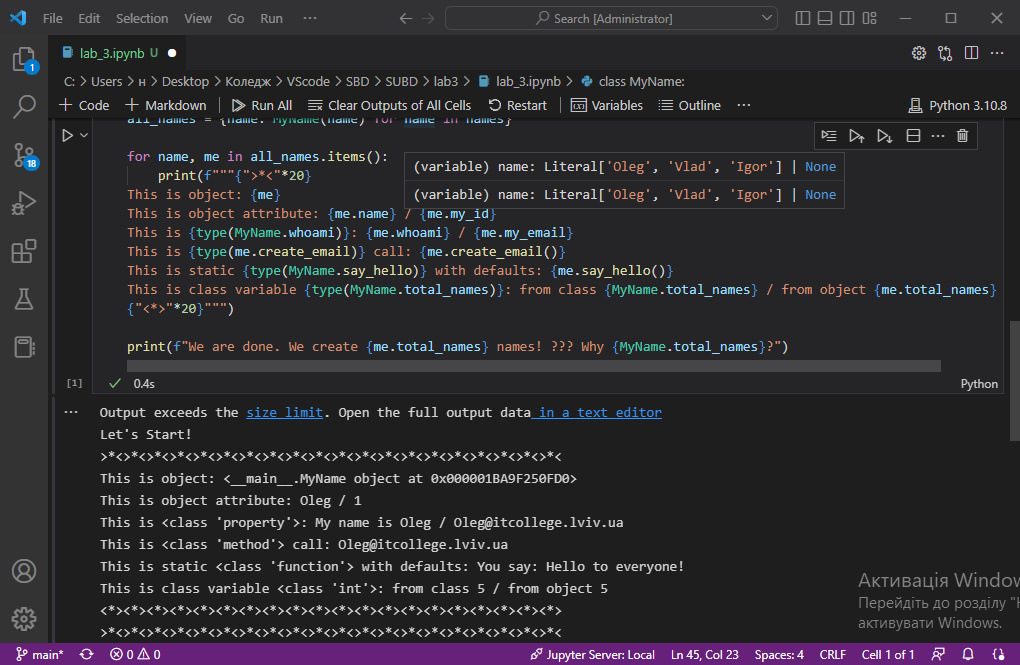 File Edit Selection View Go Run ··· Search [Administrator]
lab_3.ipynb U
C: > Users > н > Desktop > Коледж > VScode > SBD > SUBD > lab3 > lab_3.ipynb > class MyName:
+ Code + Markdown Run All Clear Outputs of All Cells Restart Variables Outline ··· Python 3.10.8
all_names = {name: MyName(name) for name in names}
for name, me in all_names.items():
(variable) name: Literal['Oleg', 'Vlad', 'Igor'] | None
print(f"""{">*<"*20}
This is object: {me}
(variable) name: Literal['Oleg', 'Vlad', 'Igor'] | None
This is object attribute: {me.name} / {me.my_id}
This is {type(MyName.whoami)}: {me.whoami} / {me.my_email}
This is {type(me.create_email)} call: {me.create_email()}
This is static {type(MyName.say_hello)} with defaults: {me.say_hello()}
This is class variable {type(MyName.total_names)}: from class {MyName.total_names} / from object {me.total_names}
{"<*>"*20}""")
print(f"We are done. We create {me.total_names} names! ??? Why {MyName.total_names}?")
[1] 0.4s Python
··· Output exceeds the size limit. Open the full output data in a text editor
Let's Start!
>*<>*<>*<>*<>*<>*<>*<>*<>*<>*<>*<>*<>*<>*<>*<>*<>*<>*<>*<>*<
This is object: <__main__.MyName object at 0x000001BA9F250FD0>
This is object attribute: Oleg / 1
This is <class 'property'>: My name is Oleg / Oleg@itcollege.lviv.ua
This is <class 'method'> call: Oleg@itcollege.lviv.ua
This is static <class 'function'> with defaults: You say: Hello to everyone!
This is class variable <class 'int'>: from class 5 / from object 5
<*><*><*><*><*><*><*><*><*><*><*><*><*><*><*><*><*><*><*><*>
>*<>*<>*<>*<>*<>*<>*<>*<>*<>*<>*<>*<>*<>*<>*<>*<>*<>*<>*<>*<
Активація Window
Перейдіть до розділу "Н
активувати Windows.
1
18
main* 0 0 Jupyter Server: Local Ln 45, Col 23 Spaces: 4 CRLF Cell 1 of 1